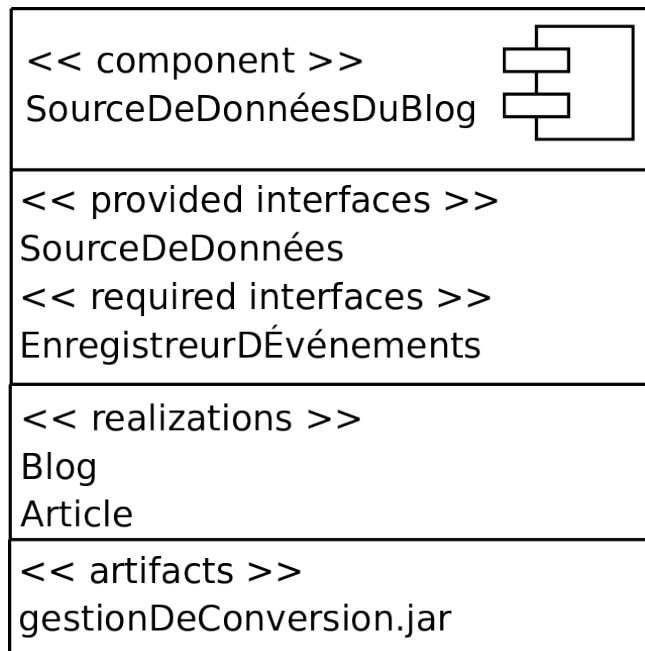 << component >>
SourceDeDonnéesDuBlog
<< provided interfaces >>
SourceDeDonnées
<< required interfaces >>
EnregistreurDÉvénements
<< realizations >>
Blog
Article
<< artifacts >>
gestionDeConversion.jar